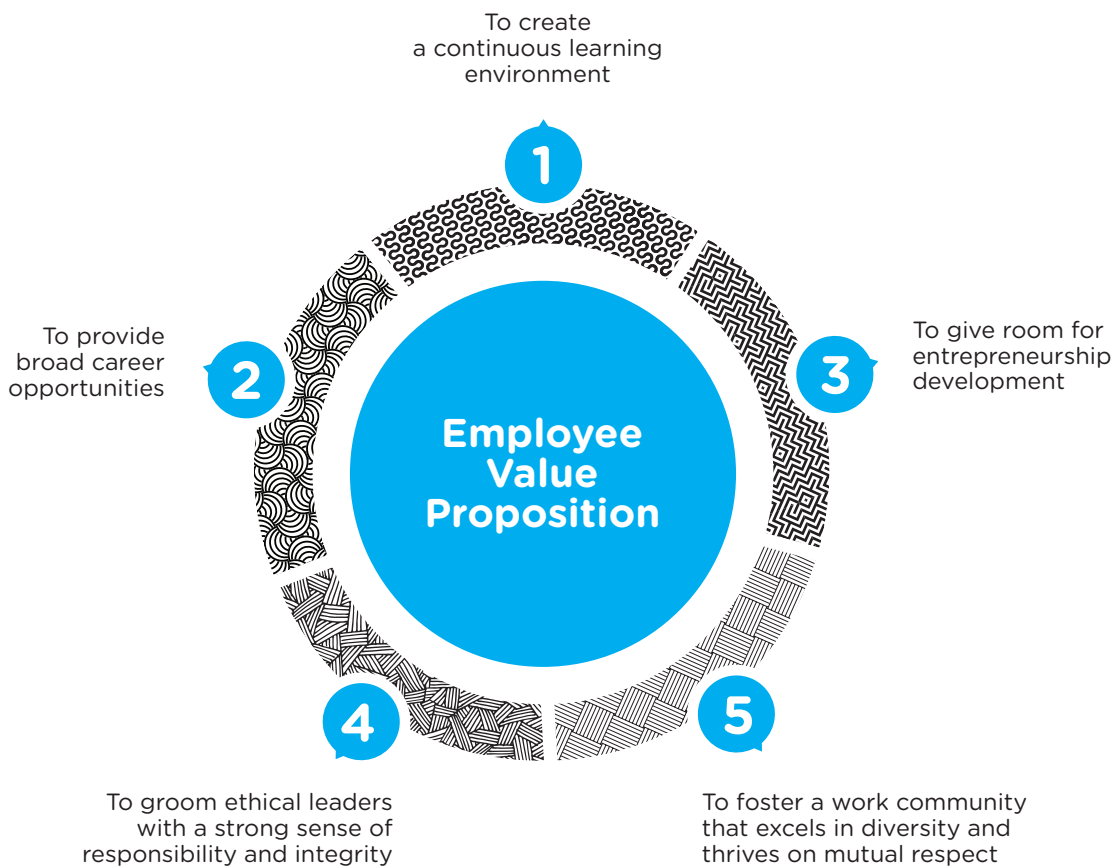 To create
a continuous learning
environment
1
To provide
broad career
opportunities
2
3
To give room for
entrepreneurship
development
Employee
Value
Proposition
4
5
To groom ethical leaders
with a strong sense of
responsibility and integrity
To foster a work community
that excels in diversity and
thrives on mutual respect